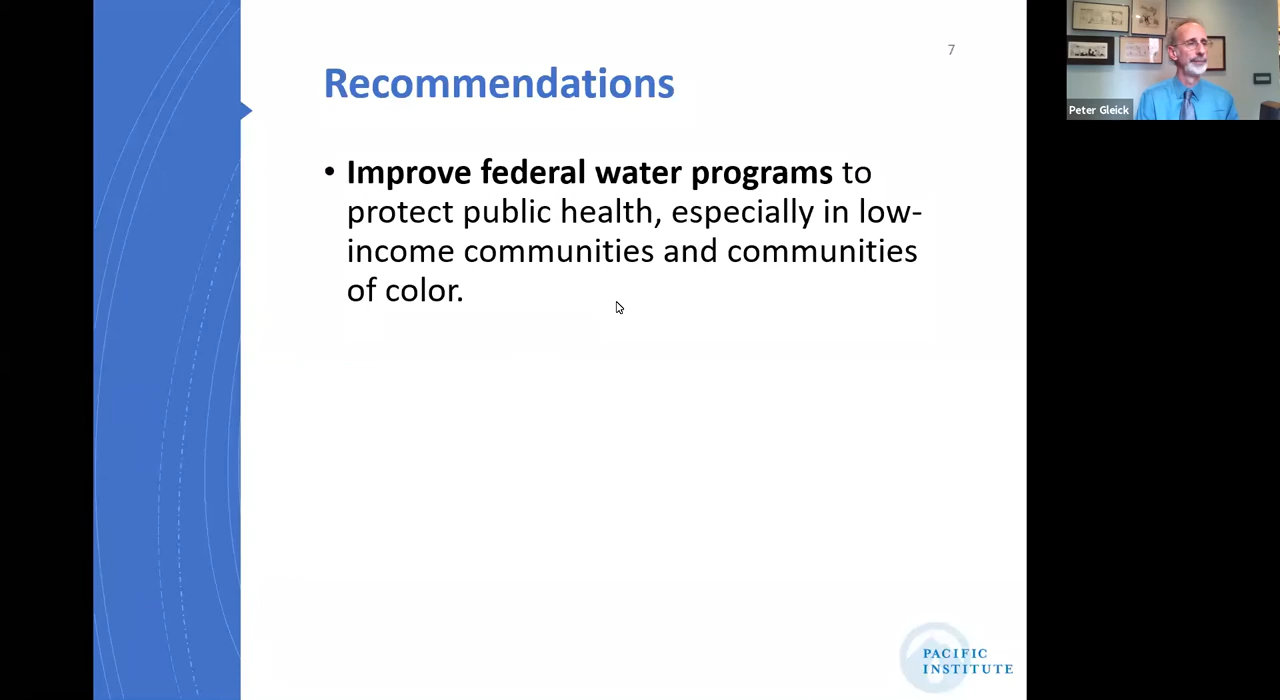 7
Recommendations
• Improve federal water programs to
protect public health, especially in low-
income communities and communities
of color.
PACIFIC
INSTITUTE
Peter Gleick